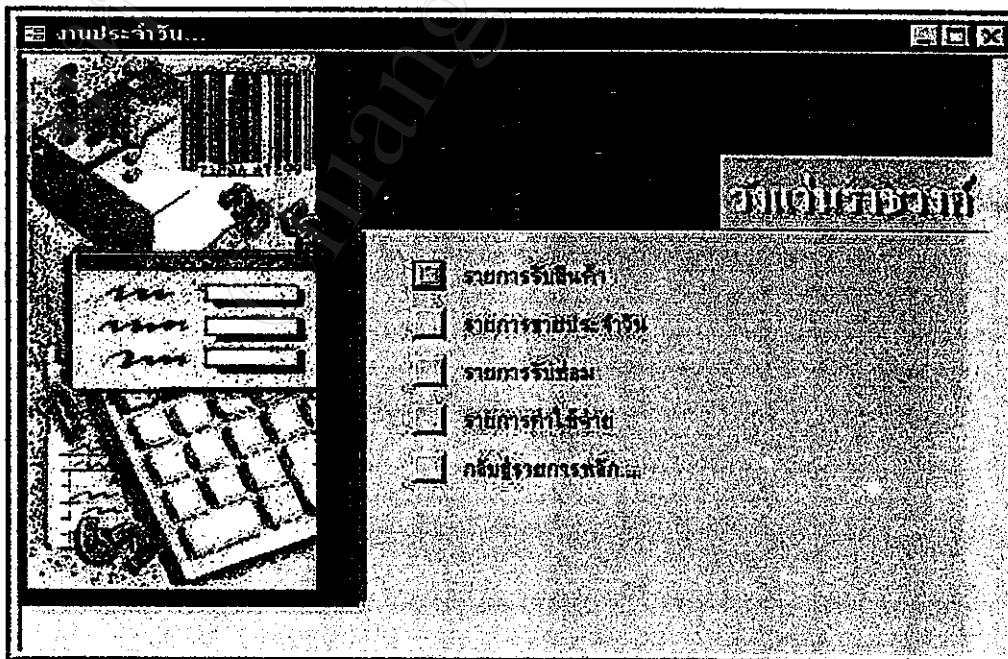 งานประจำวัน...
รายการรับสินค้า
รายการขายประจำวัน
รายการรับซ่อม
รายการค่าใช้จ่าย
กลับสู่รายการหลัก...